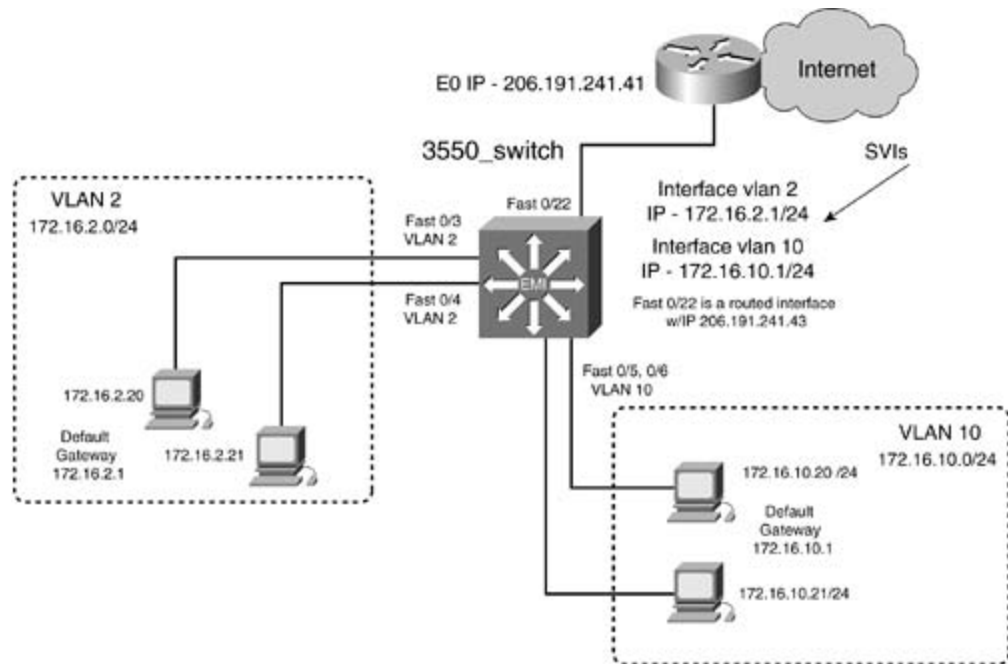 E0 IP - 206.191.241.41
Internet
3550_switch
SVIs
VLAN 2
172.16.2.0/24
Fast 0/3
VLAN 2
Fast 0/22
Interface vlan 2
IP - 172.16.2.1/24
Interface vlan 10
IP - 172.16.10.1/24
EMI
Fast 0/4
VLAN 2
Fast 0/22 is a routed interface
w/IP 206.191.241.43
Fast 0/5, 0/6
VLAN 10
172.16.2.20
Default
Gateway
172.16.2.1
172.16.2.21
VLAN 10
172.16.10.0/24
172.16.10.20 /24
Default
Gateway
172.16.10.1
172.16.10.21/24